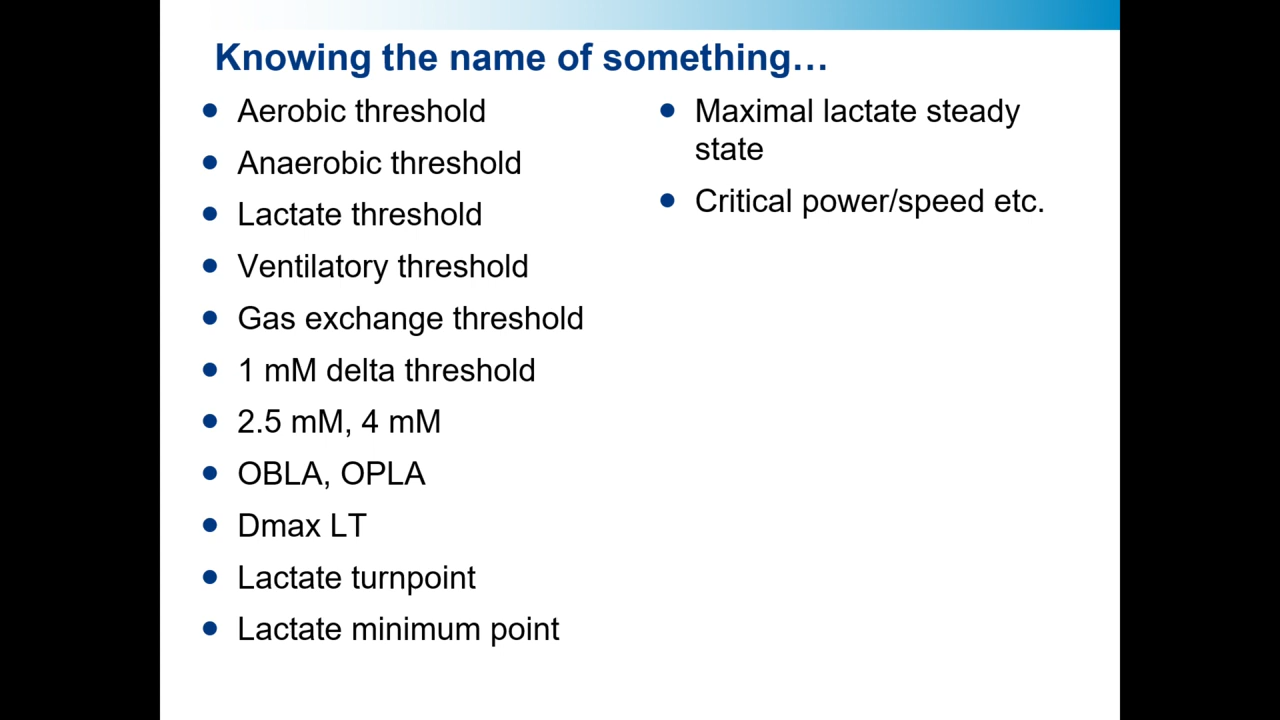 Knowing the name of something…
Aerobic threshold
Anaerobic threshold
Lactate threshold
Ventilatory threshold
Gas exchange threshold
1 mM delta threshold
2.5 mM, 4 mM
OBLA, OPLA
Dmax LT
Lactate turnpoint
Lactate minimum point
Maximal lactate steady
state
Critical power/speed etc.